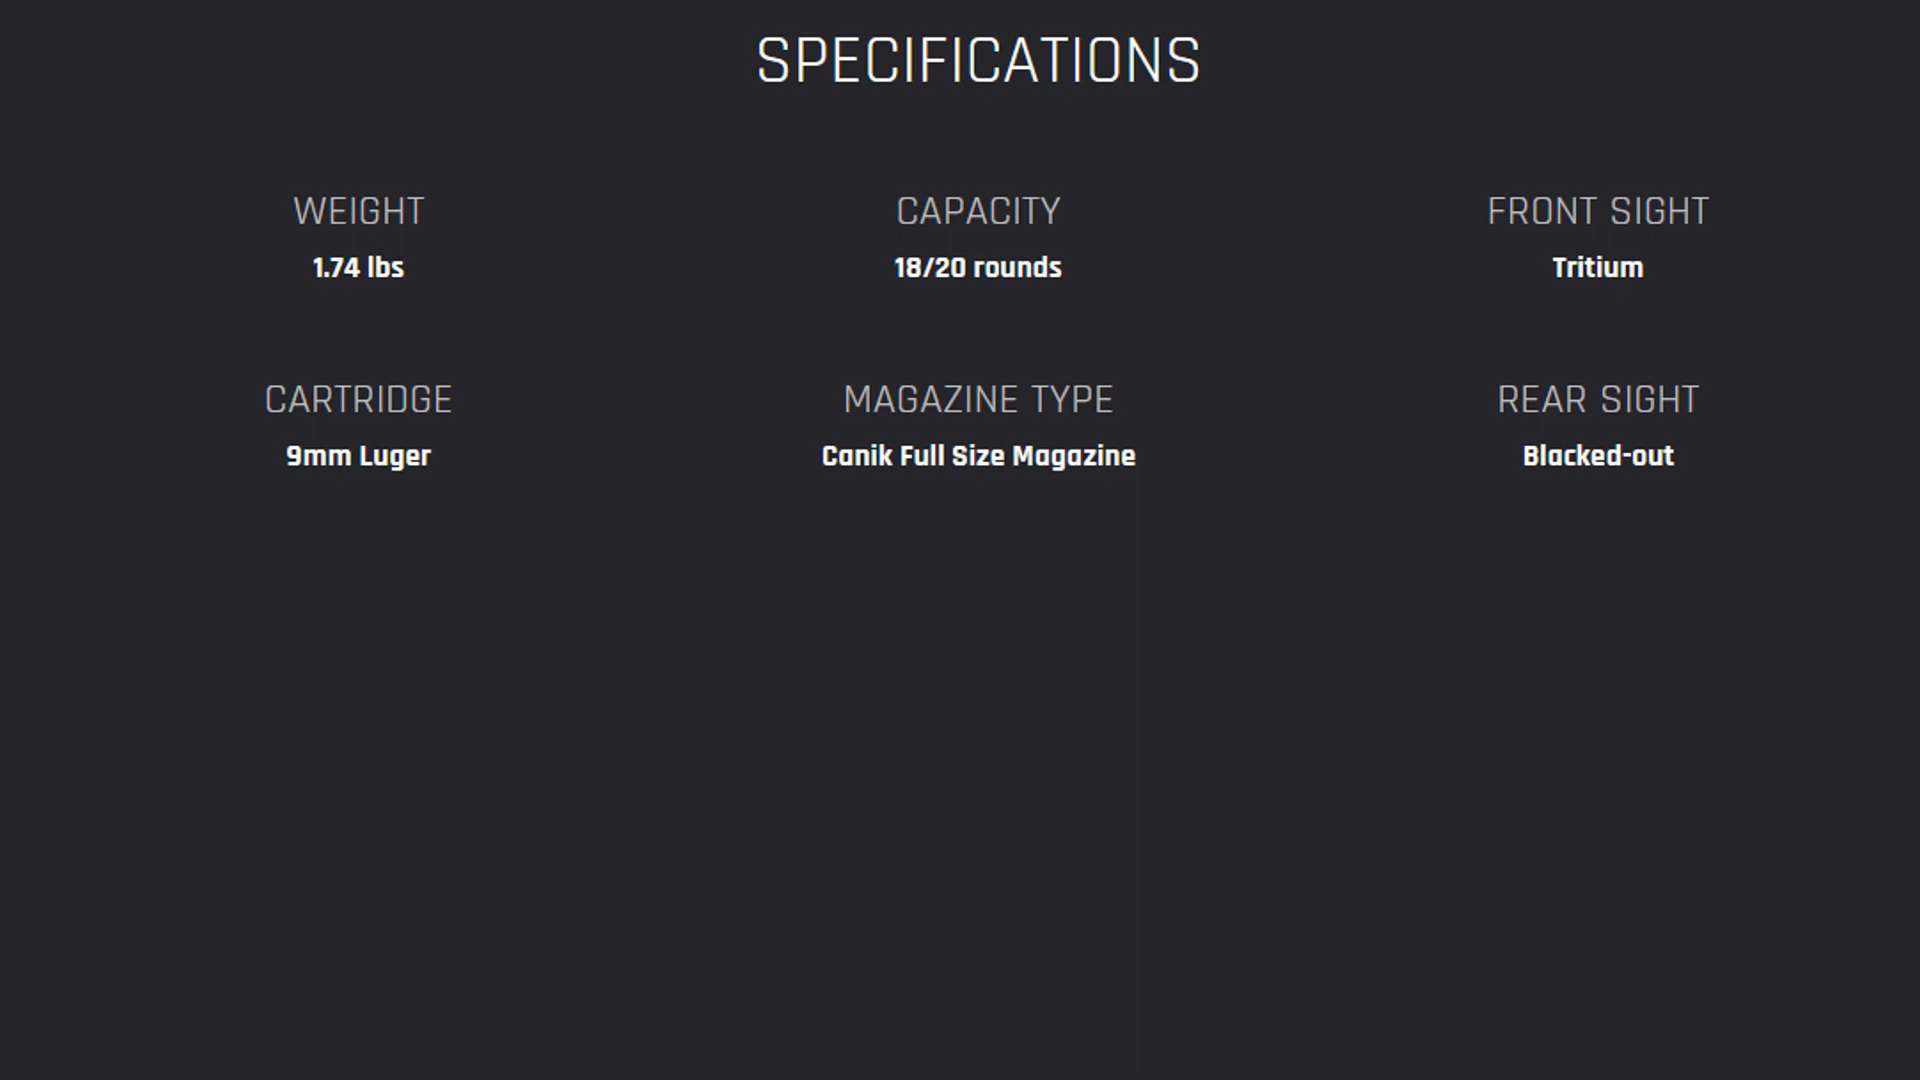 SPECIFICATIONS
WEIGHT
1.74 lbs
CAPACITY
18/20 rounds
FRONT SIGHT
Tritium
CARTRIDGE
9mm Luger
MAGAZINE TYPE
Canik Full Size Magazine
REAR SIGHT
Blacked-out